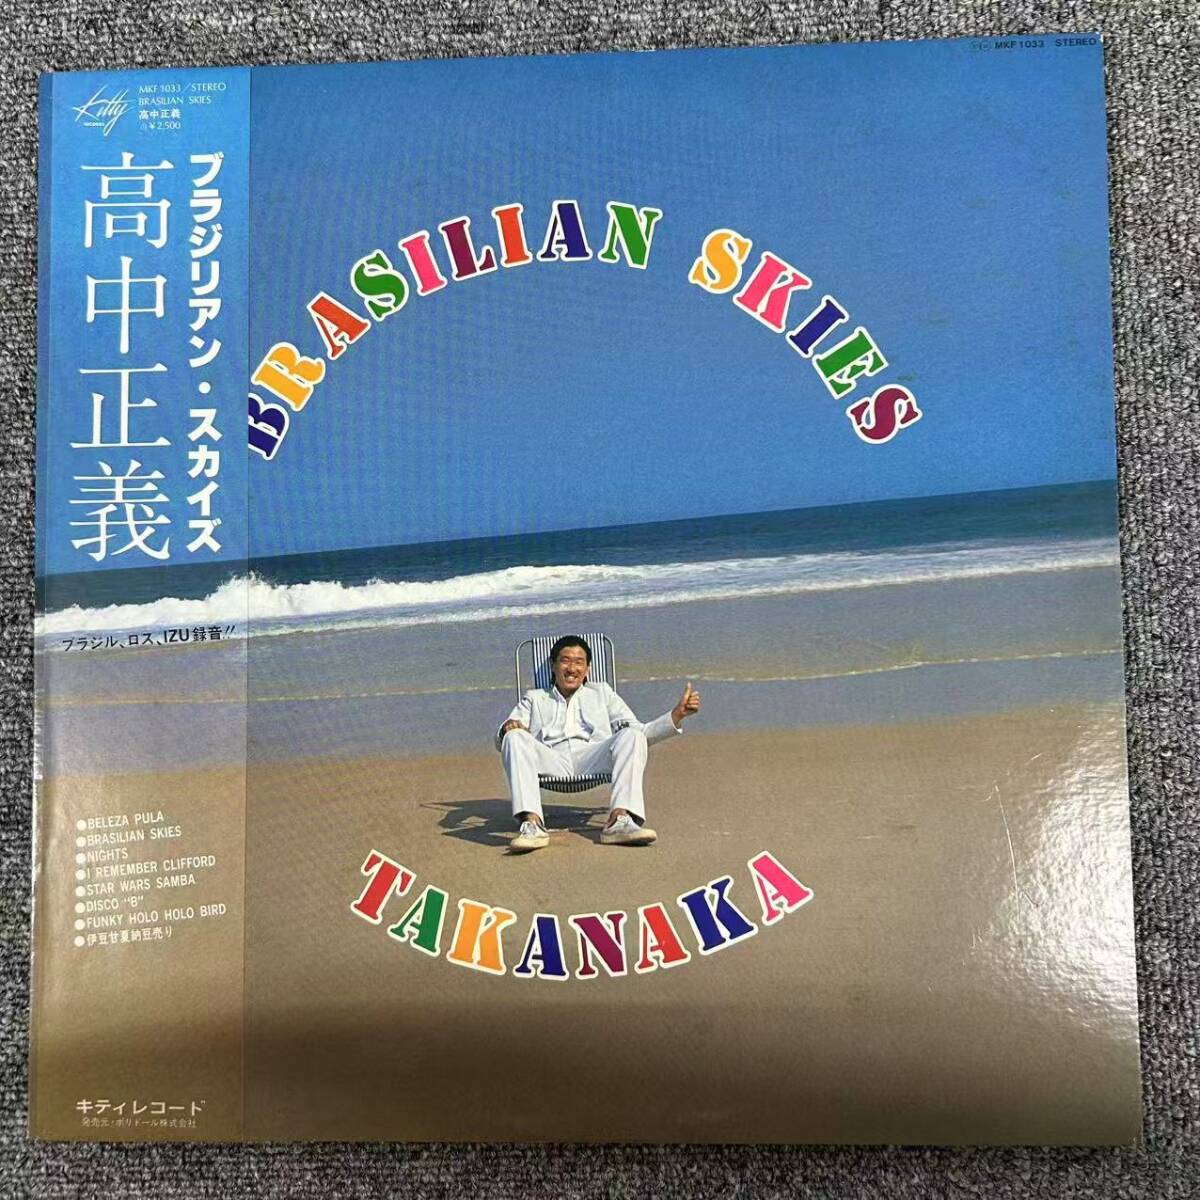 Kitty
RECORDS
MKF 1033/STEREO
BRASILIAN SKIES
高中正義
¥2,500
ブラジリアン・スカイズ
高中正義
ブラジル、ロス、IZU録音!!
●BELEZA PULA
●BRASILIAN SKIES
●NIGHTS
●I REMEMBER CLIFFORD
●STAR WARS SAMBA
●DISCO "B"
●FUNKY HOLO HOLO BIRD
●伊豆甘夏納豆売り
キティレコード
発売元・ポリドール株式会社
MKF 1033 STEREO
BRASILIAN SKIES
TAKANAKA